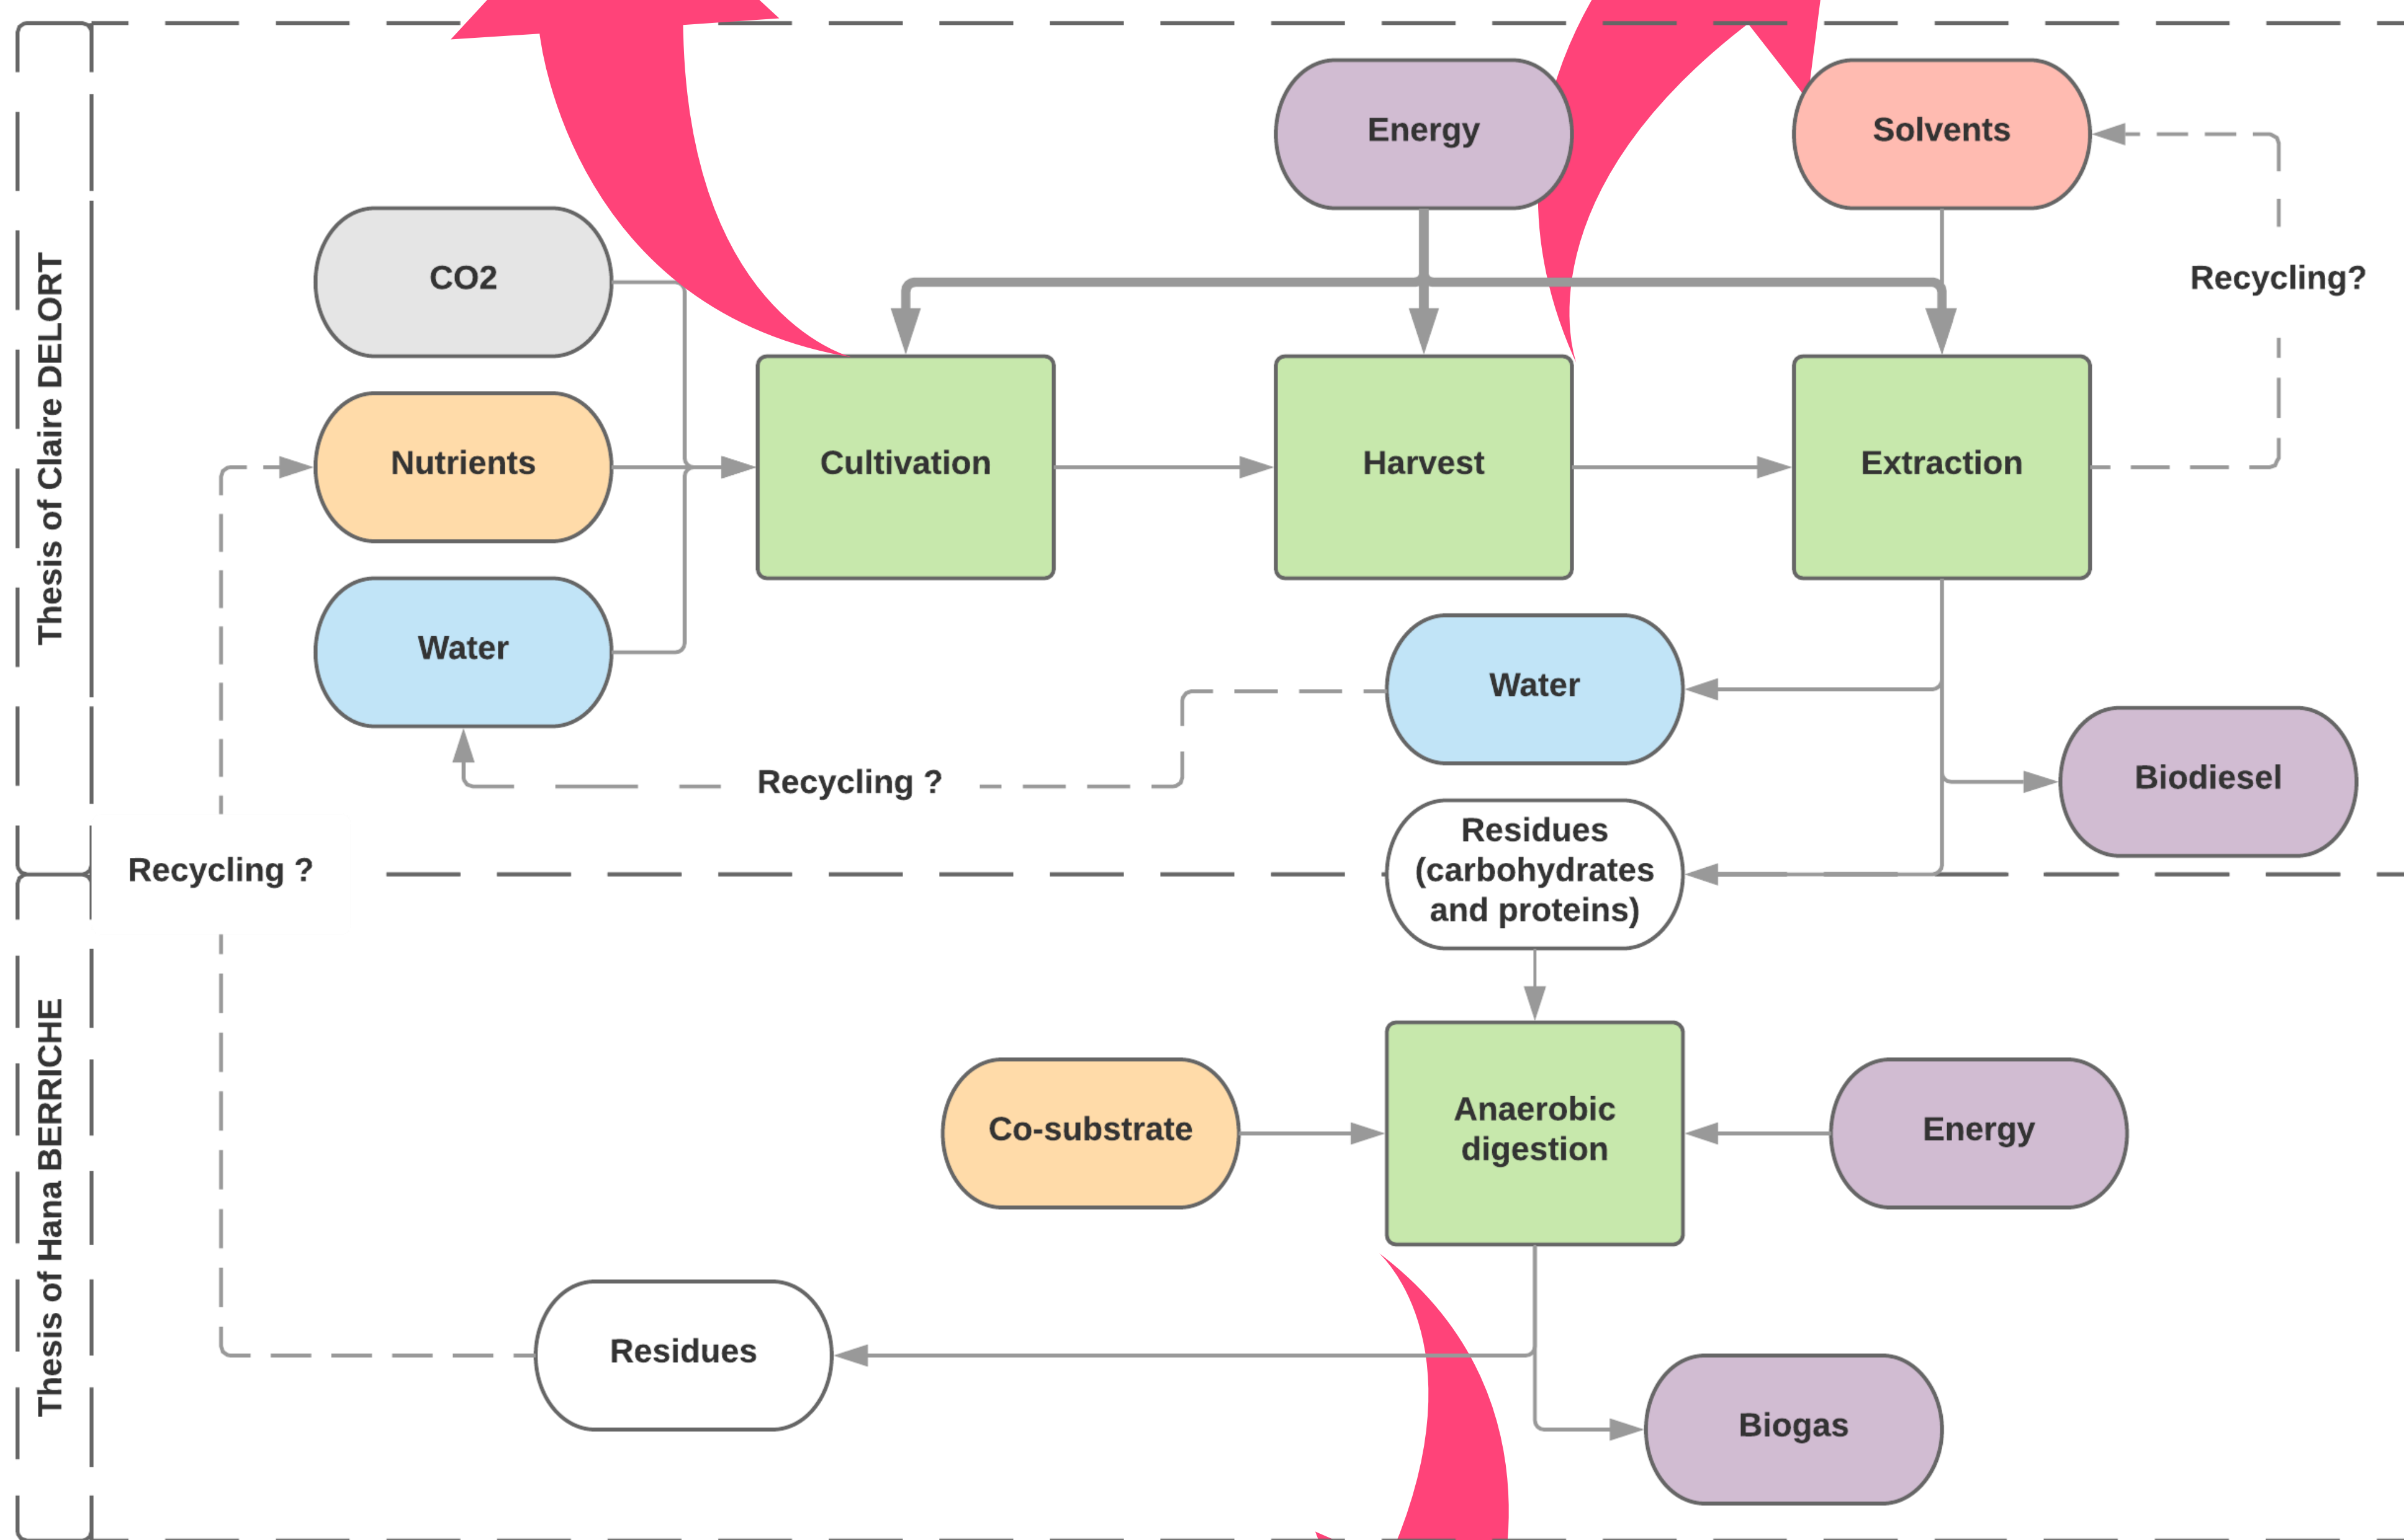 Thesis of Claire DELORT
Energy
Solvents
CO2
Recycling?
Nutrients
Cultivation
Harvest
Extraction
Water
Water
Recycling ?
Biodiesel
Residues
(carbohydrates
and proteins)
Recycling ?
Thesis of Hana BERRICHE
Co-substrate
Anaerobic
digestion
Energy
Residues
Biogas